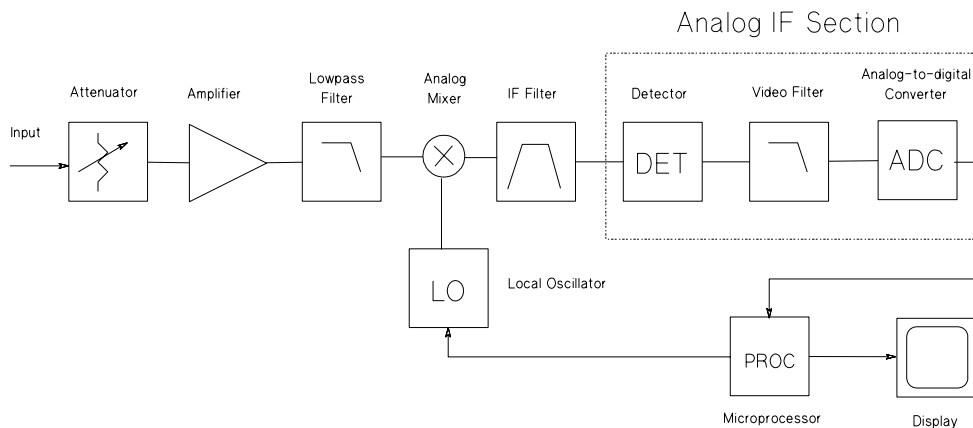 Analog IF Section
Attenuator
Amplifier
Lowpass
Filter
Analog
Mixer
IF Filter
Detector
Video Filter
Analog-to-digital
Converter
Input
DET
ADC
LO
Local Oscillator
PROC
Microprocessor
Display